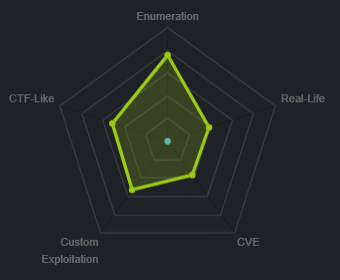 Enumeration
CTF-Like
Real-Life
Custom
Exploitation
CVE